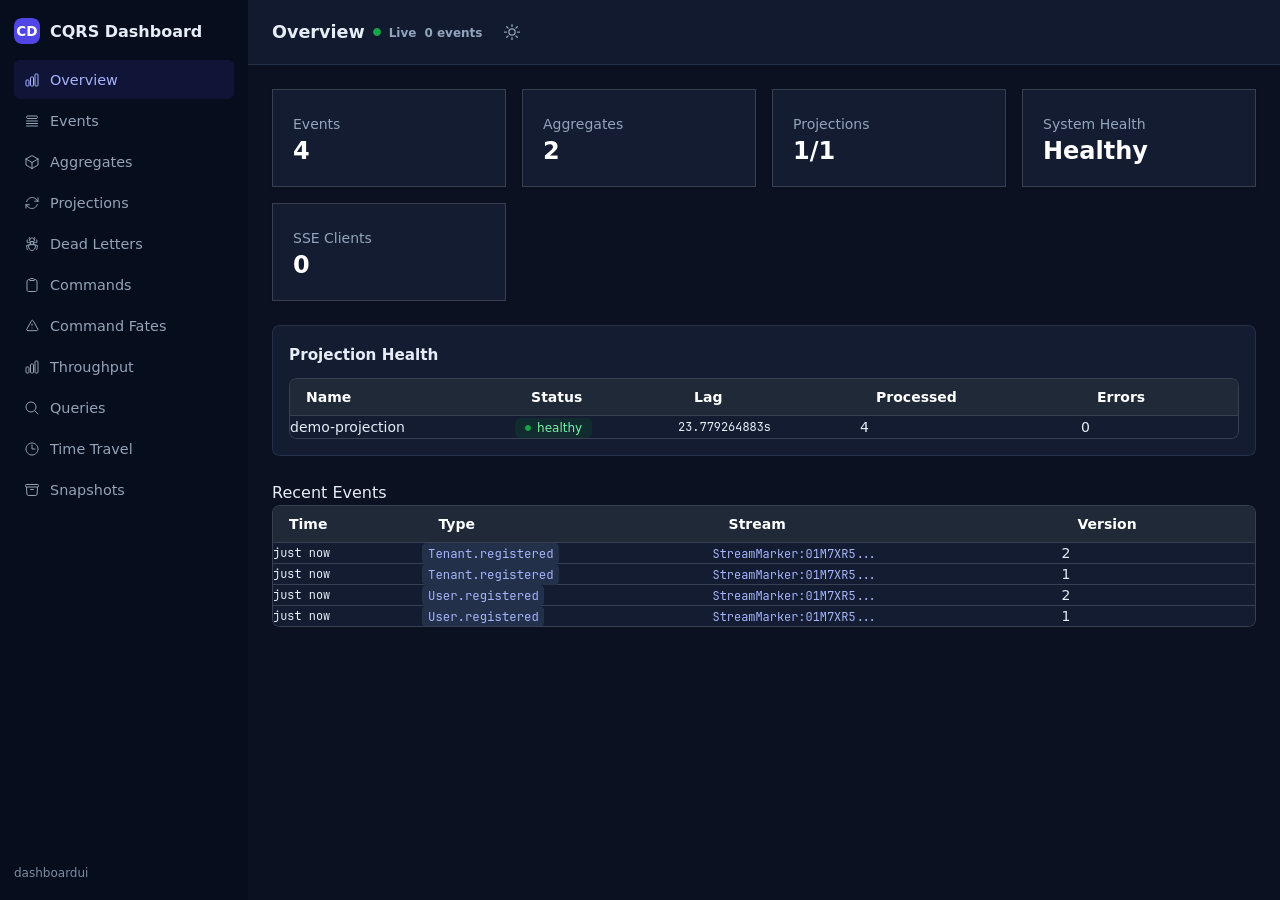 CD CQRS Dashboard
Overview
Events
Aggregates
Projections
Dead Letters
Commands
Command Fates
Throughput
Queries
Time Travel
Snapshots
dashboardui
Overview Live 0 events
Events
4
Aggregates
2
Projections
1/1
System Health
Healthy
SSE Clients
0
Projection Health
Name Status Lag Processed Errors
demo-projection healthy 23.779264883s 4 0
Recent Events
Time Type Stream Version
just now Tenant.registered StreamMarker:01M7XR5... 2
just now Tenant.registered StreamMarker:01M7XR5... 1
just now User.registered StreamMarker:01M7XR5... 2
just now User.registered StreamMarker:01M7XR5... 1